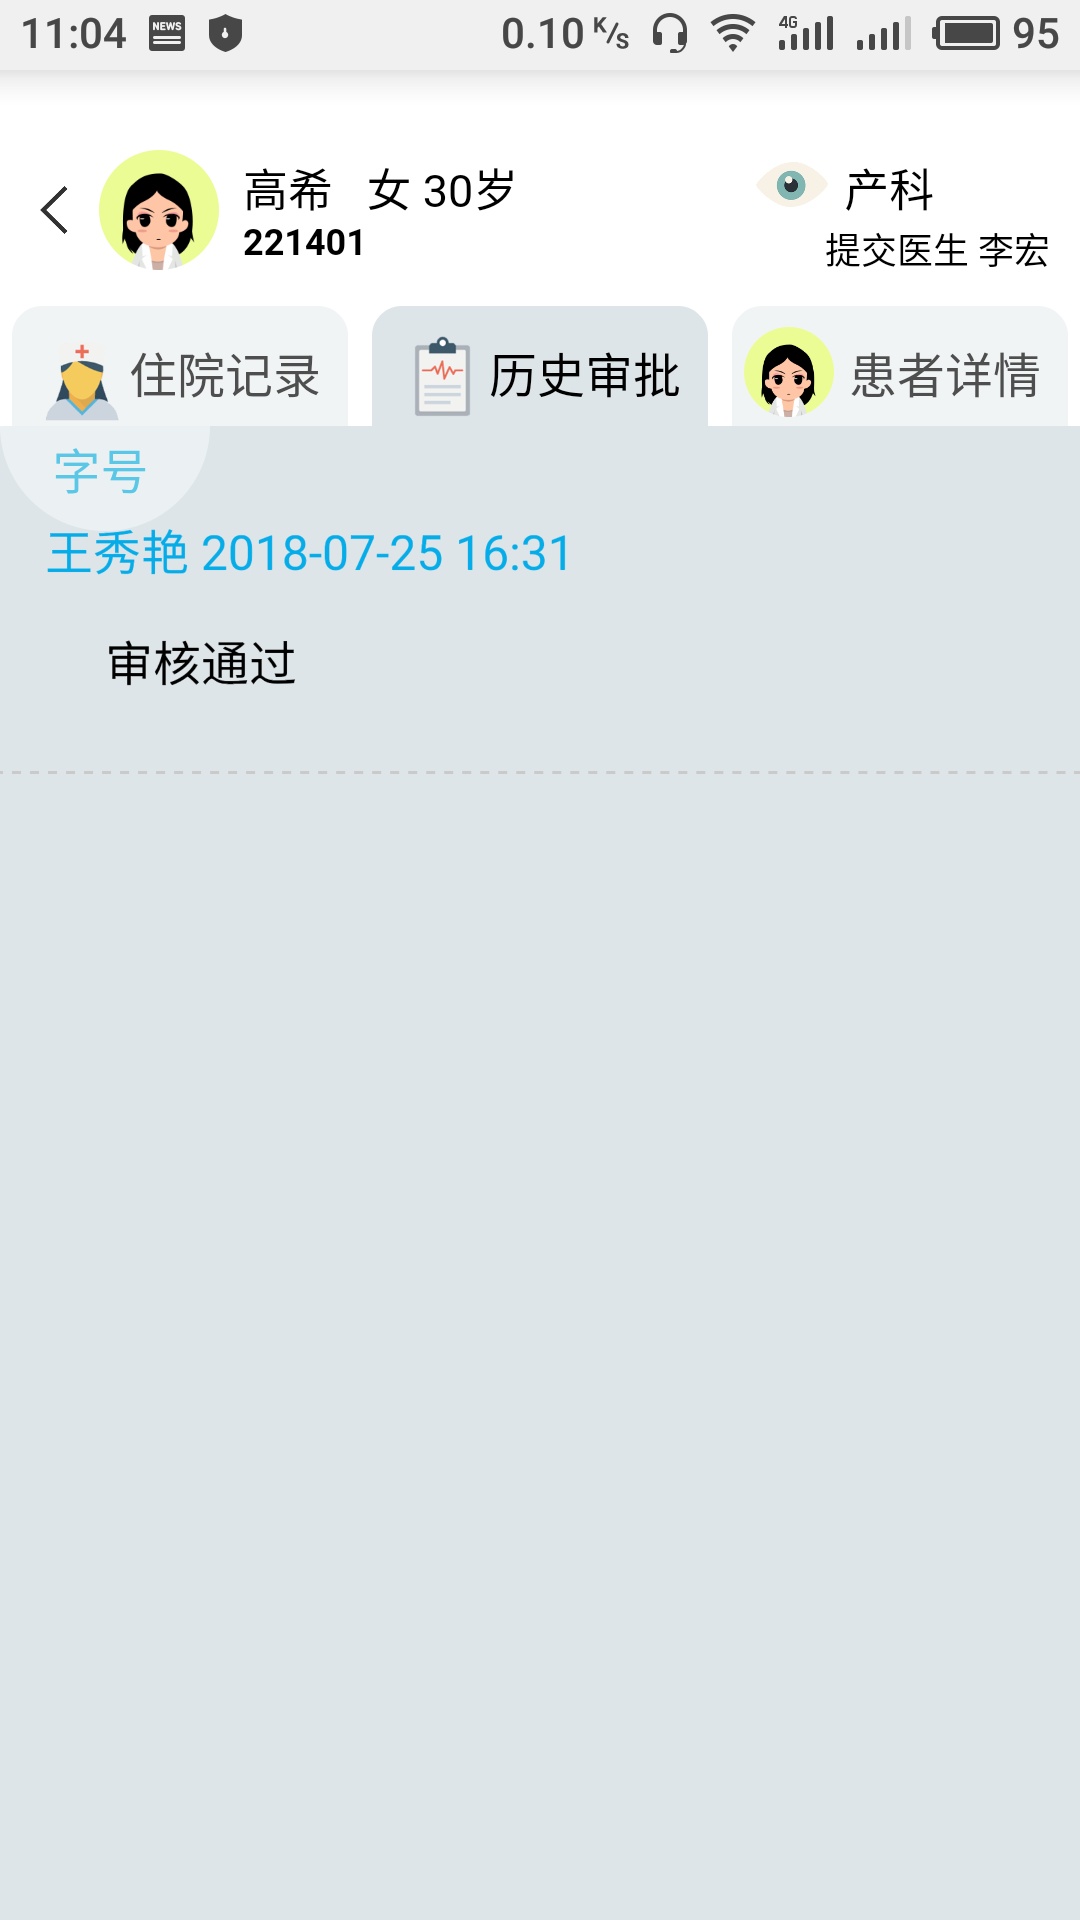 11:04 NEWS 0.10 K/s 4G 95
高希 女 30岁 产科
221401 提交医生 李宏
住院记录 历史审批 患者详情
字号
王秀艳 2018-07-25 16:31
审核通过